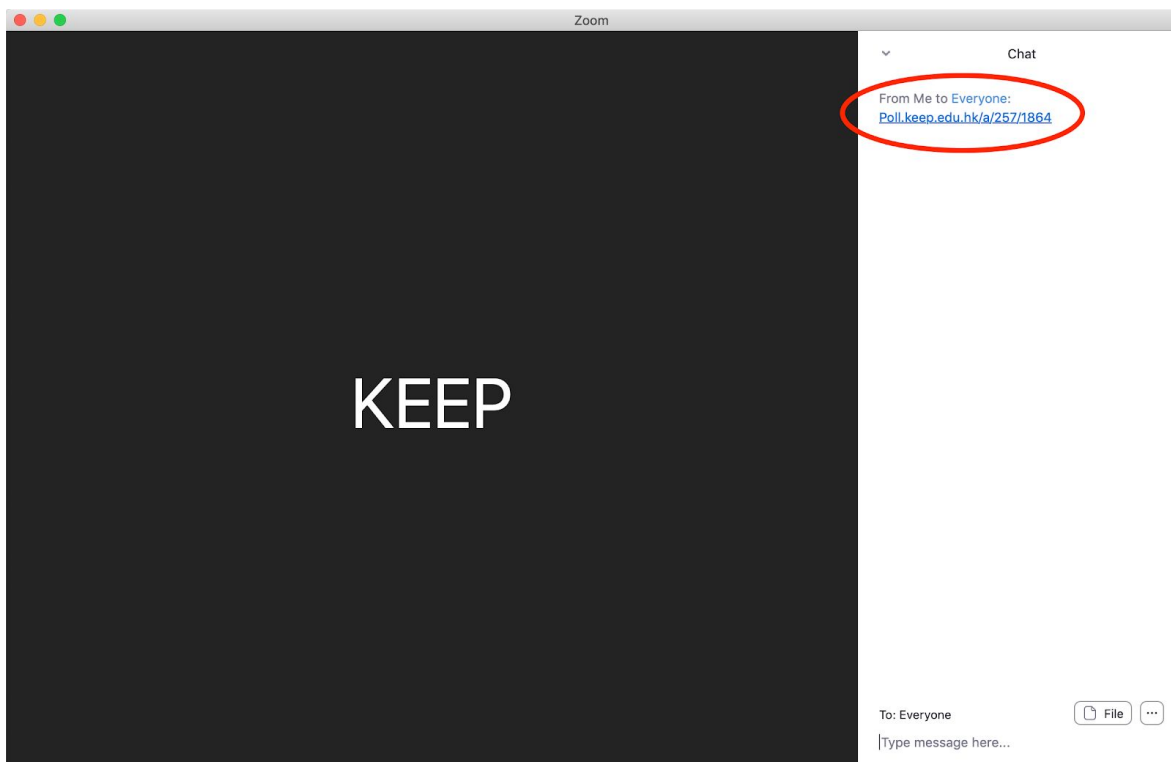 Zoom
Chat
From Me to Everyone:
Poll.keep.edu.hk/a/257/1864
KEEP
To: Everyone
File
Type message here...